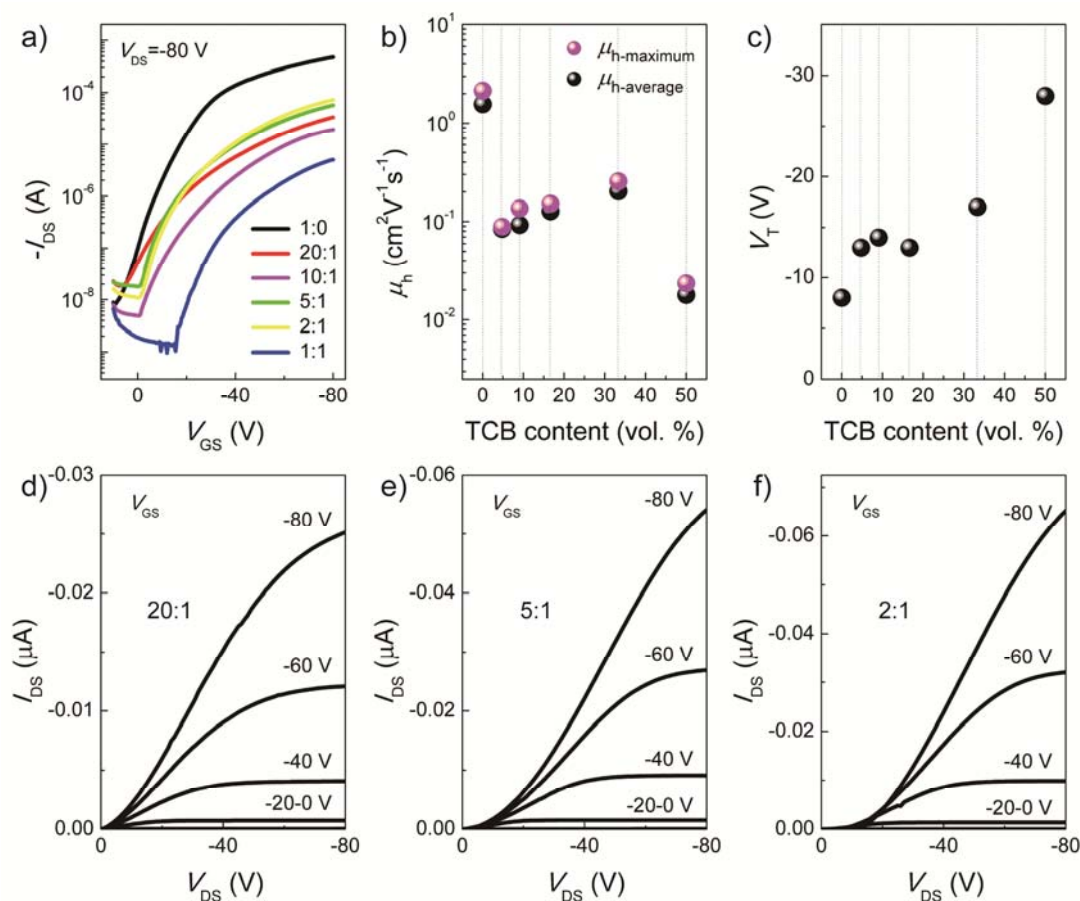 a)
V_DS=-80 V
10^-4
10^-6
10^-8
-I_DS (A)
1:0
20:1
10:1
5:1
2:1
1:1
0 -40 -80
V_GS (V)
b)
μ_h-maximum
μ_h-average
10^1
10^0
10^-1
10^-2
μ_h (cm^2V^-1s^-1)
0 10 20 30 40 50
TCB content (vol. %)
c)
-30
-20
-10
0
V_T (V)
0 10 20 30 40 50
TCB content (vol. %)
d)
V_GS
-80 V
20:1
-60 V
-40 V
-20-0 V
-0.03
-0.02
-0.01
0.00
I_DS (μA)
0 -40 -80
V_DS (V)
e)
V_GS
-80 V
5:1
-60 V
-40 V
-20-0 V
-0.06
-0.04
-0.02
0.00
I_DS (μA)
0 -40 -80
V_DS (V)
f)
V_GS
-80 V
2:1
-60 V
-40 V
-20-0 V
-0.06
-0.04
-0.02
0.00
I_DS (μA)
0 -40 -80
V_DS (V)